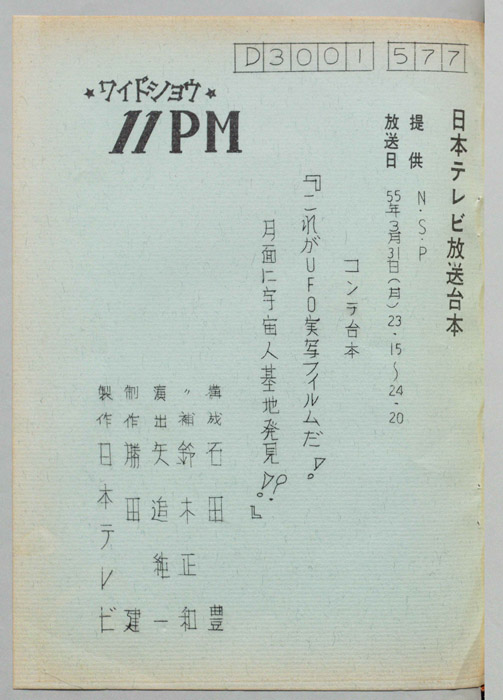 D3001 577
日本テレビ放送台本
提供 N・S・P
放送日 55年3月31日(月)23・15〜24・20
★ワイドショウ★
11PM
コンテ台本
『これがUFO実写フイルムだ!。
月面に宇宙人基地発見!?。』
構成 石田 豊
〃補 鈴木正和
演出 矢追純一
制作 勝田 建
製作 日本テレビ